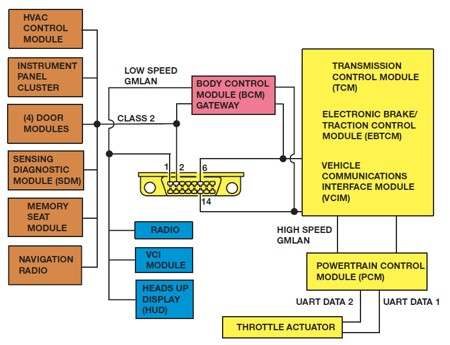 HVAC
CONTROL
MODULE
INSTRUMENT
PANEL
CLUSTER
(4) DOOR
MODULES
SENSING
DIAGNOSTIC
MODULE (SDM)
MEMORY
SEAT
MODULE
NAVIGATION
RADIO
LOW SPEED
GMLAN
CLASS 2
BODY CONTROL
MODULE (BCM)
GATEWAY
1
2
6
14
RADIO
VCI
MODULE
HEADS UP
DISPLAY
(HUD)
TRANSMISSION
CONTROL MODULE
(TCM)
ELECTRONIC BRAKE/
TRACTION CONTROL
MODULE (EBTCM)
VEHICLE
COMMUNICATIONS
INTERFACE MODULE
(VCIM)
HIGH SPEED
GMLAN
POWERTRAIN CONTROL
MODULE (PCM)
UART DATA 2
UART DATA 1
THROTTLE ACTUATOR